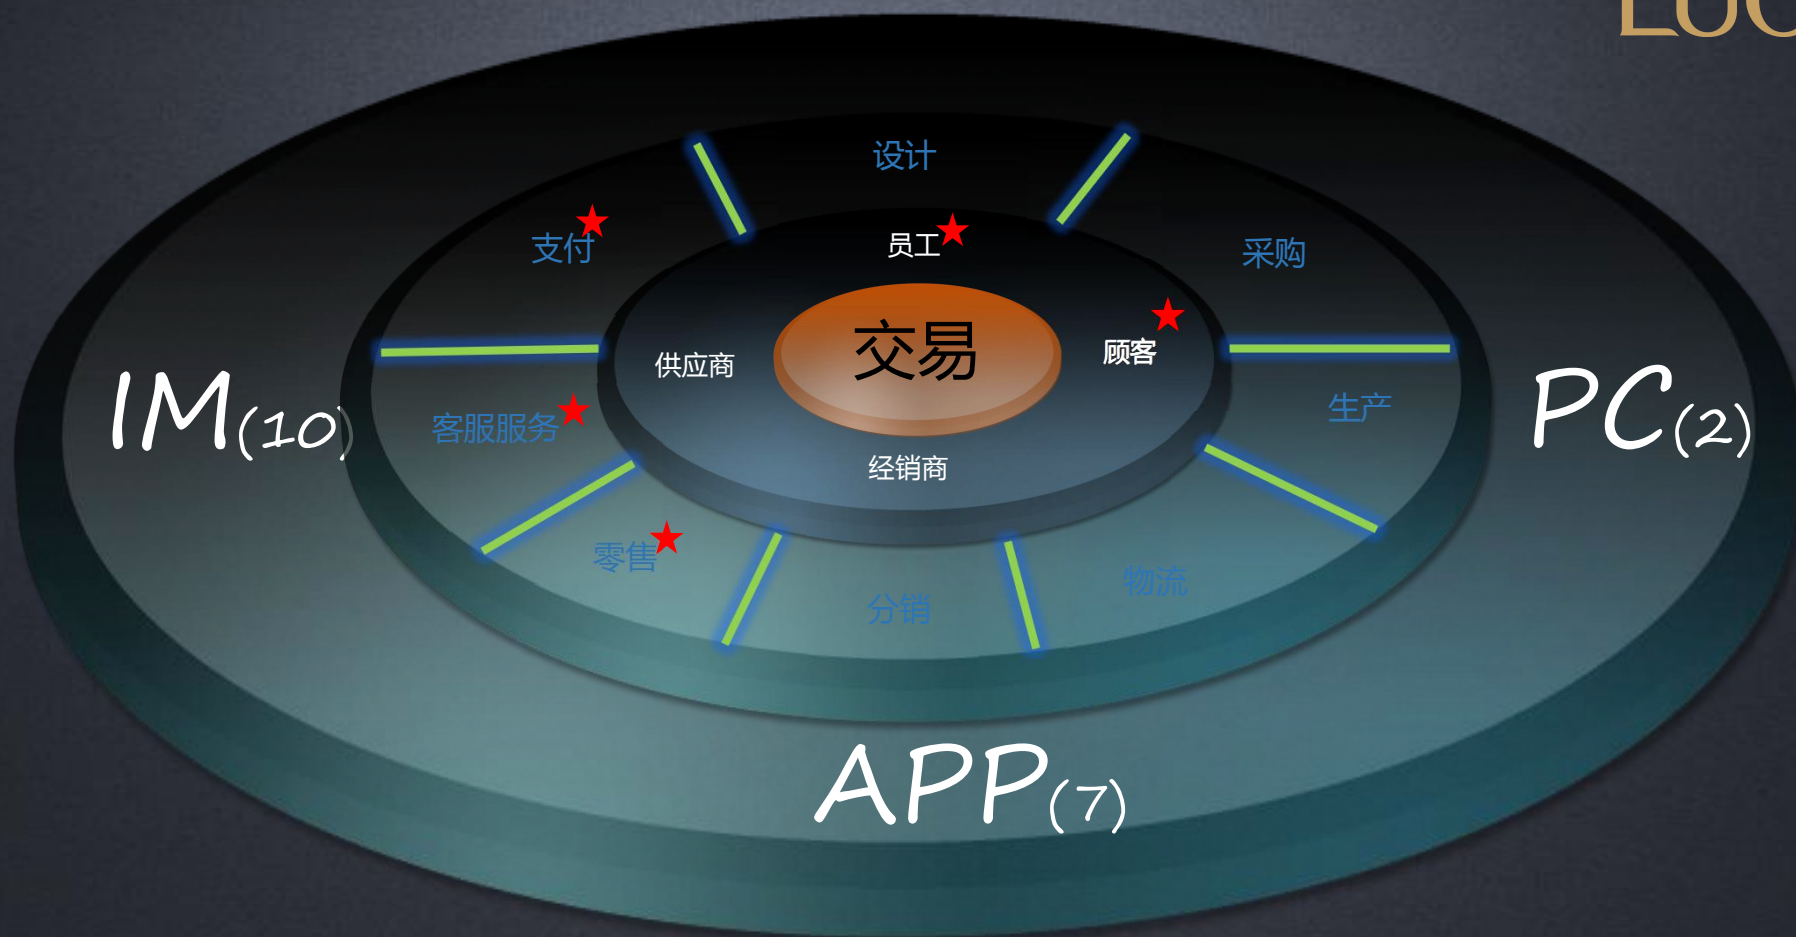 设计
支付
员工
采购
交易
顾客
供应商
IM(10)
PC(2)
客服服务
生产
经销商
零售
物流
分销
APP(7)